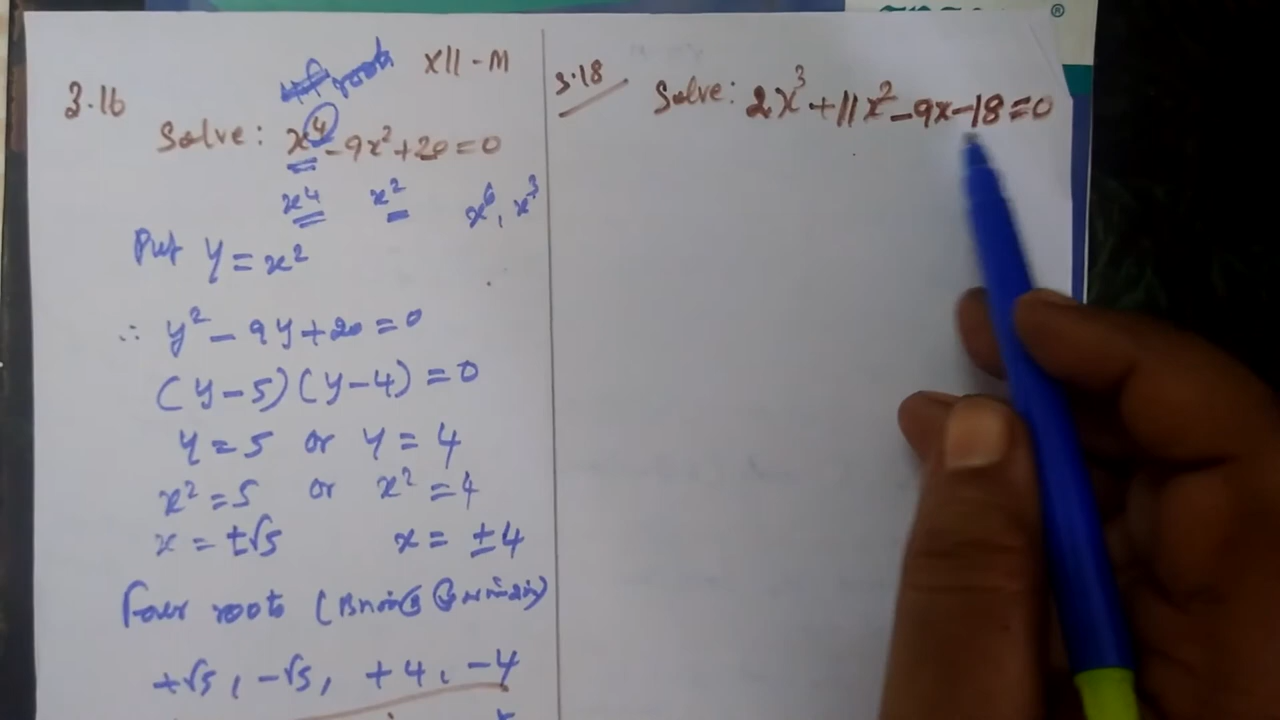 XII - M
3.16
Solve: x⁴ - 9x² + 20 = 0
x⁴ x² x⁶, x³
Put y = x²
∴ y² - 9y + 20 = 0
(y - 5) (y - 4) = 0
y = 5 or y = 4
x² = 5 or x² = 4
x = ±√5 x = ±4
Four roots
+√5, -√5, +4, -4
3.18
Solve: 2x³ + 11x² - 9x - 18 = 0